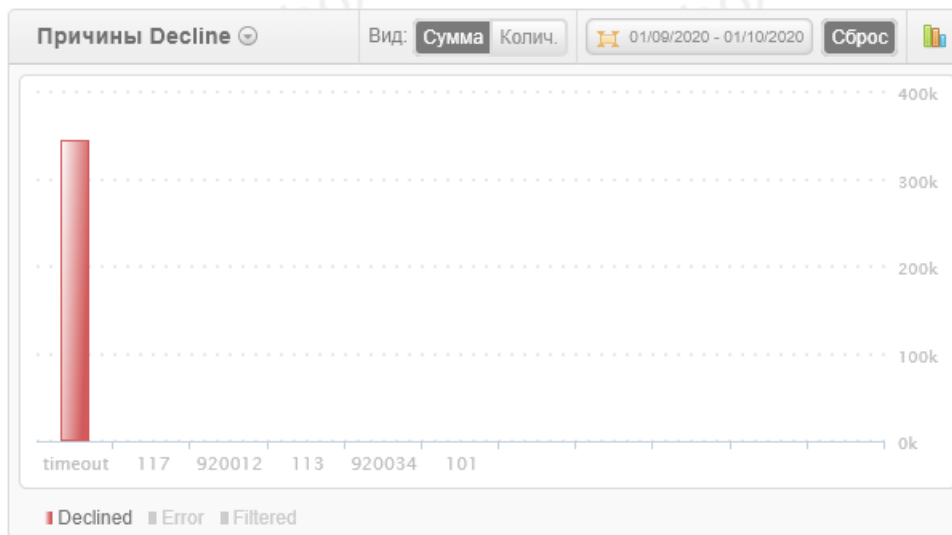 Причины Decline
Вид: Сумма Колич.
01/09/2020 - 01/10/2020
Сброс
400k
300k
200k
100k
0k
timeout 117 920012 113 920034 101
Declined Error Filtered